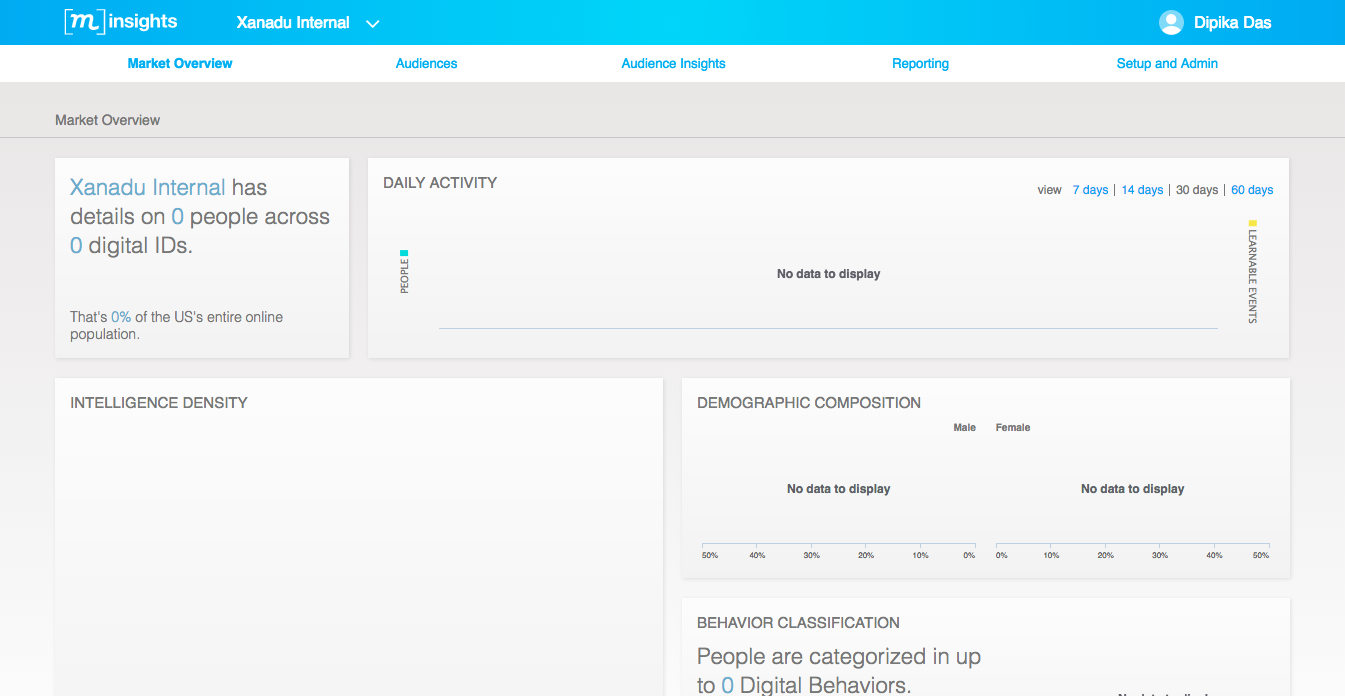 [m] insights
Xanadu Internal
Dipika Das
Market Overview
Audiences
Audience Insights
Reporting
Setup and Admin
Market Overview
Xanadu Internal has
details on 0 people across
0 digital IDs.
That's 0% of the US's entire online
population.
DAILY ACTIVITY
view 7 days | 14 days | 30 days | 60 days
PEOPLE
No data to display
LEARNABLE EVENTS
INTELLIGENCE DENSITY
DEMOGRAPHIC COMPOSITION
Male Female
No data to display
No data to display
50% 40% 30% 20% 10% 0%
0% 10% 20% 30% 40% 50%
BEHAVIOR CLASSIFICATION
People are categorized in up
to 0 Digital Behaviors.